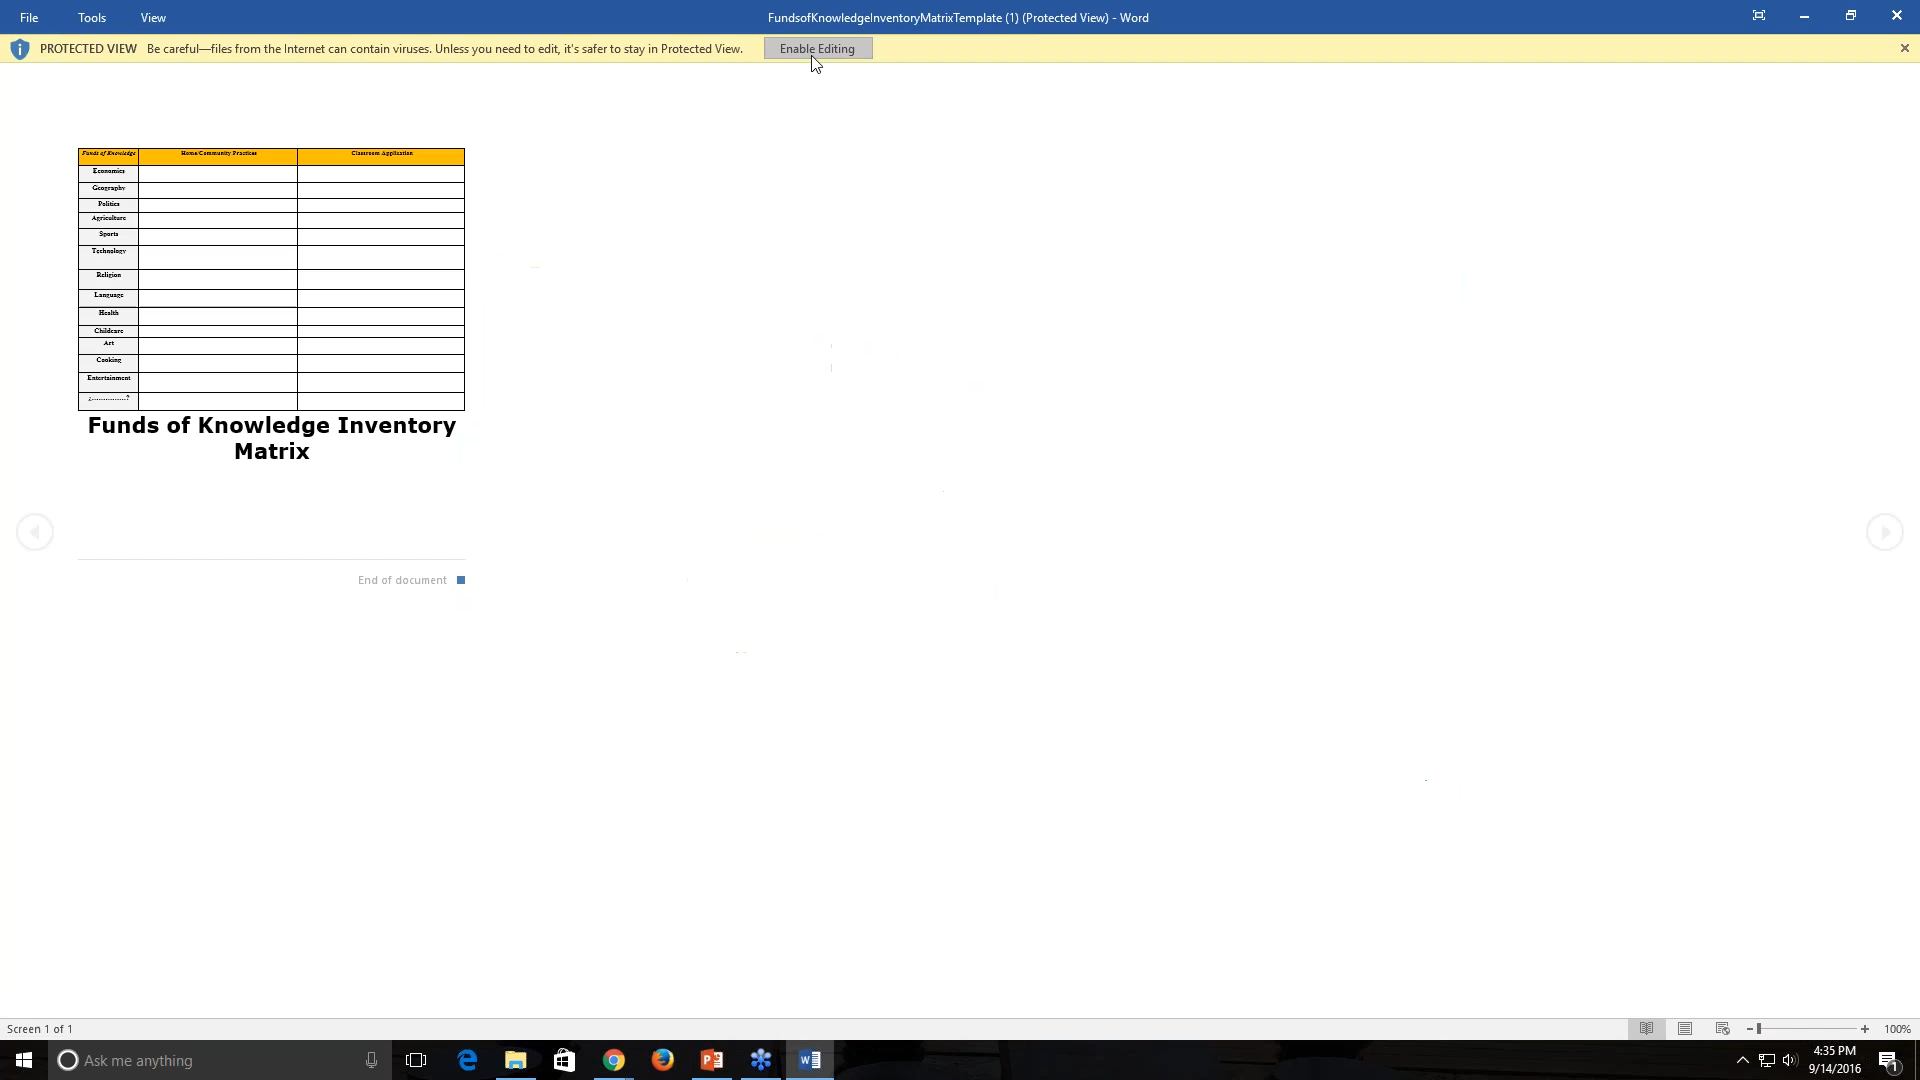 File Tools View FundsofKnowledgeInventoryMatrixTemplate (1) (Protected View) - Word
PROTECTED VIEW Be careful—files from the Internet can contain viruses. Unless you need to edit, it's safer to stay in Protected View. Enable Editing
Funds of Knowledge Home/Community Practices Classroom Application
Economics
Geography
Politics
Agriculture
Sports
Technology
Religion
Language
Health
Childcare
Art
Cooking
Entertainment
¿..................?
Funds of Knowledge Inventory
Matrix
End of document
Screen 1 of 1 100%
Ask me anything 4:35 PM
9/14/2016
1